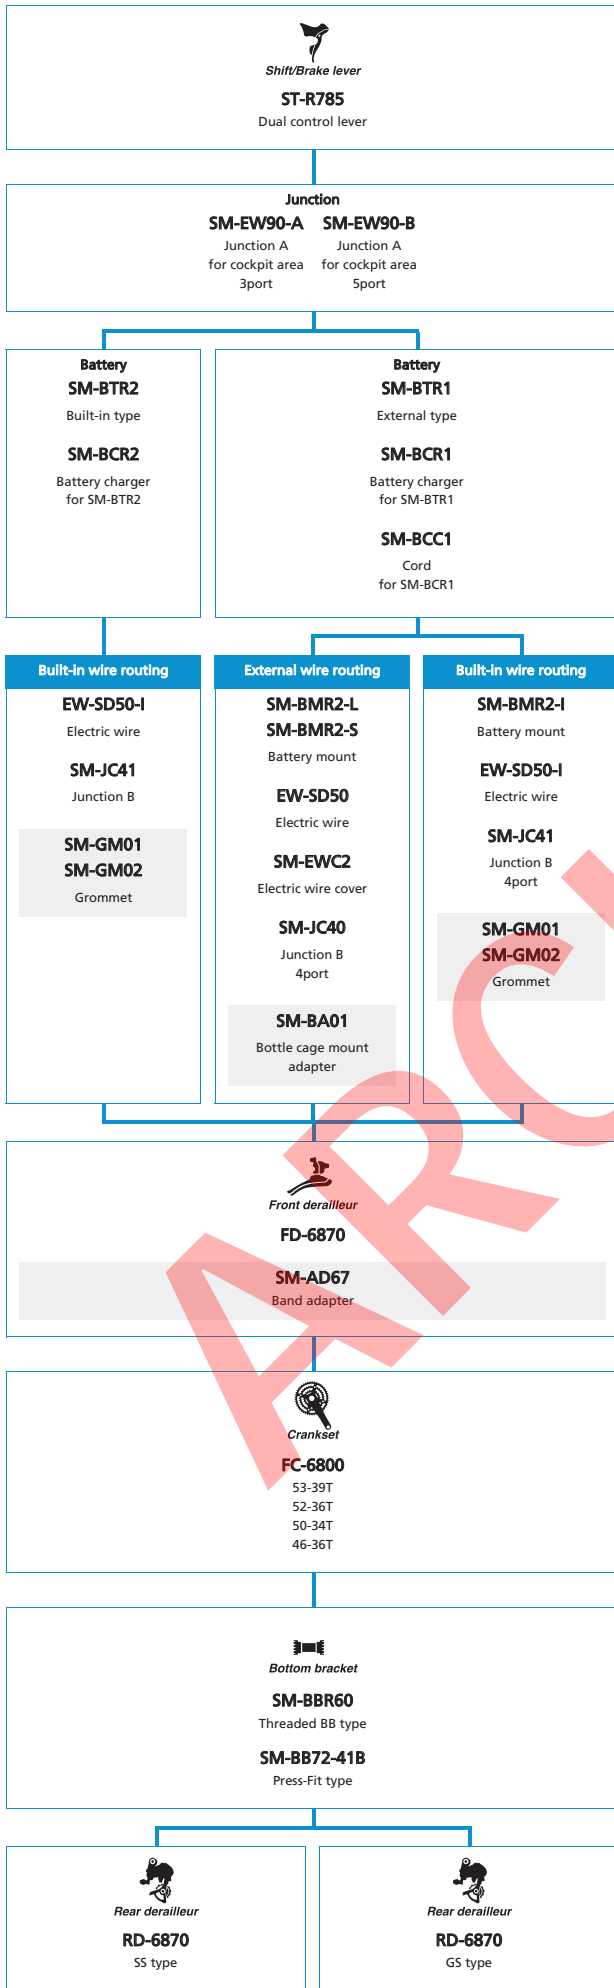 Shift/Brake lever
ST-R785
Dual control lever
Junction
SM-EW90-A
Junction A
for cockpit area
3port
SM-EW90-B
Junction A
for cockpit area
5port
Battery
SM-BTR2
Built-in type
SM-BCR2
Battery charger
for SM-BTR2
Battery
SM-BTR1
External type
SM-BCR1
Battery charger
for SM-BTR1
SM-BCC1
Cord
for SM-BCR1
Built-in wire routing
EW-SD50-I
Electric wire
SM-JC41
Junction B
SM-GM01
SM-GM02
Grommet
External wire routing
SM-BMR2-L
SM-BMR2-S
Battery mount
EW-SD50
Electric wire
SM-EWC2
Electric wire cover
SM-JC40
Junction B
4port
SM-BA01
Bottle cage mount
adapter
Built-in wire routing
SM-BMR2-I
Battery mount
EW-SD50-I
Electric wire
SM-JC41
Junction B
4port
SM-GM01
SM-GM02
Grommet
Front derailleur
FD-6870
SM-AD67
Band adapter
Crankset
FC-6800
53-39T
52-36T
50-34T
46-36T
Bottom bracket
SM-BBR60
Threaded BB type
SM-BB72-41B
Press-Fit type
Rear derailleur
RD-6870
SS type
Rear derailleur
RD-6870
GS type
ARC